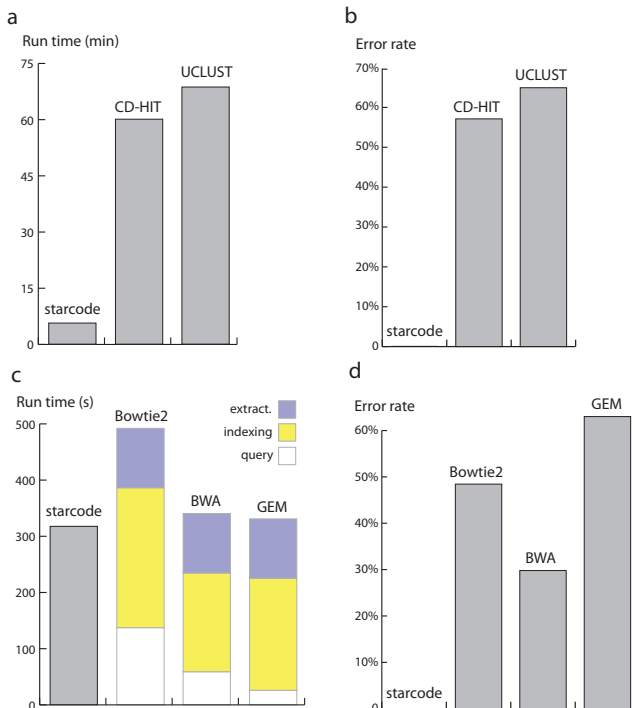 a
Run time (min)
75
60
45
30
15
0
starcode
CD-HIT
UCLUST
b
Error rate
70%
60%
50%
40%
30%
20%
10%
0
starcode
CD-HIT
UCLUST
c
Run time (s)
500
400
300
200
100
0
starcode
Bowtie2
BWA
GEM
extract.
indexing
query
d
Error rate
60%
50%
40%
30%
20%
10%
0
starcode
Bowtie2
BWA
GEM